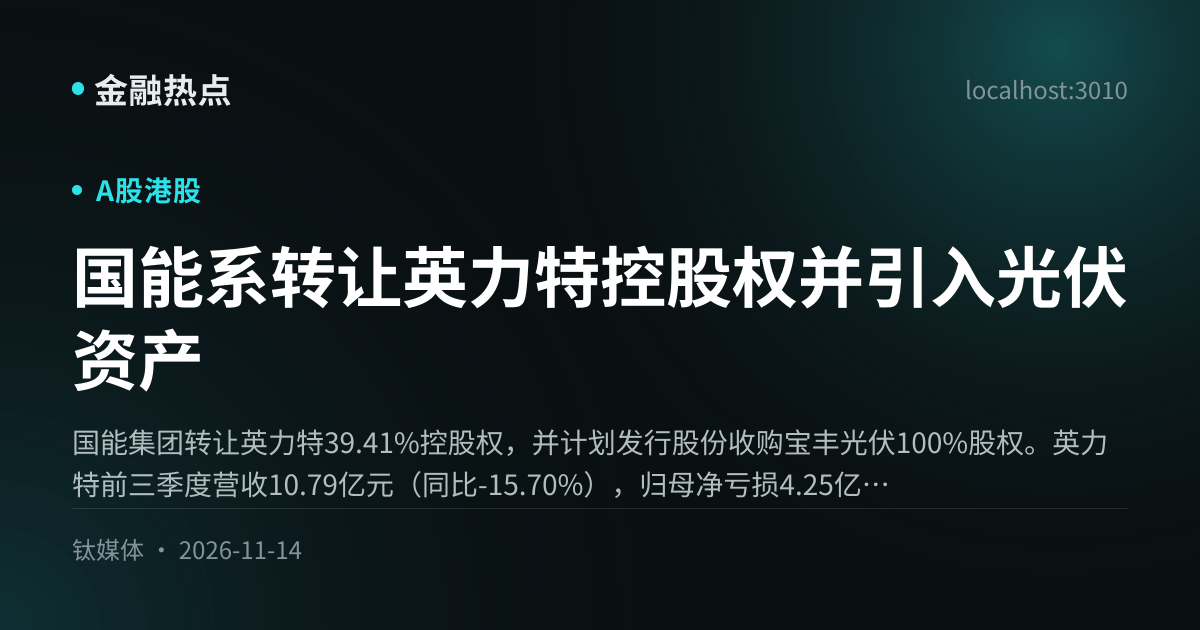 金融热点
localhost:3010
A股港股
国能系转让英力特控股权并引入光伏
资产
国能集团转让英力特39.41%控股权，并计划发行股份收购宝丰光伏100%股权。英力
特前三季度营收10.79亿元（同比-15.70%），归母净亏损4.25亿…
钛媒体 • 2026-11-14